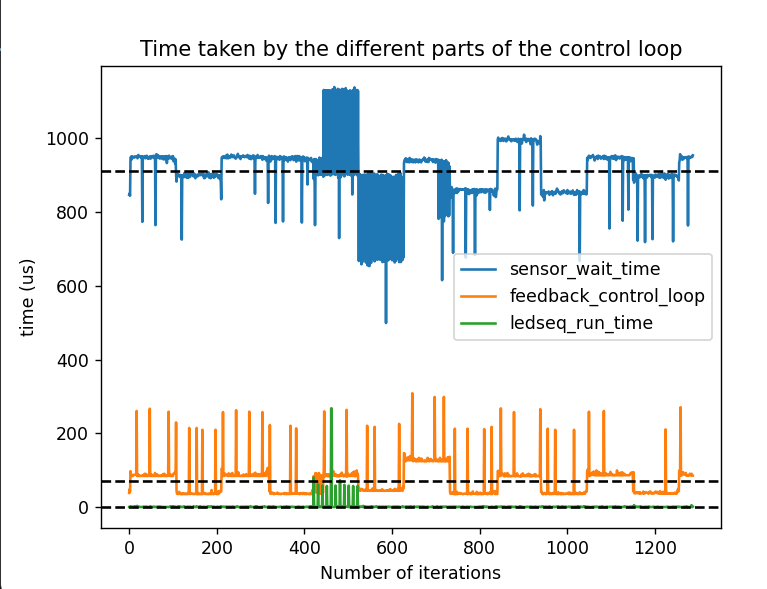 Time taken by the different parts of the control loop
time (us)
1000
800
600
400
200
0
sensor_wait_time
feedback_control_loop
ledseq_run_time
0 200 400 600 800 1000 1200
Number of iterations